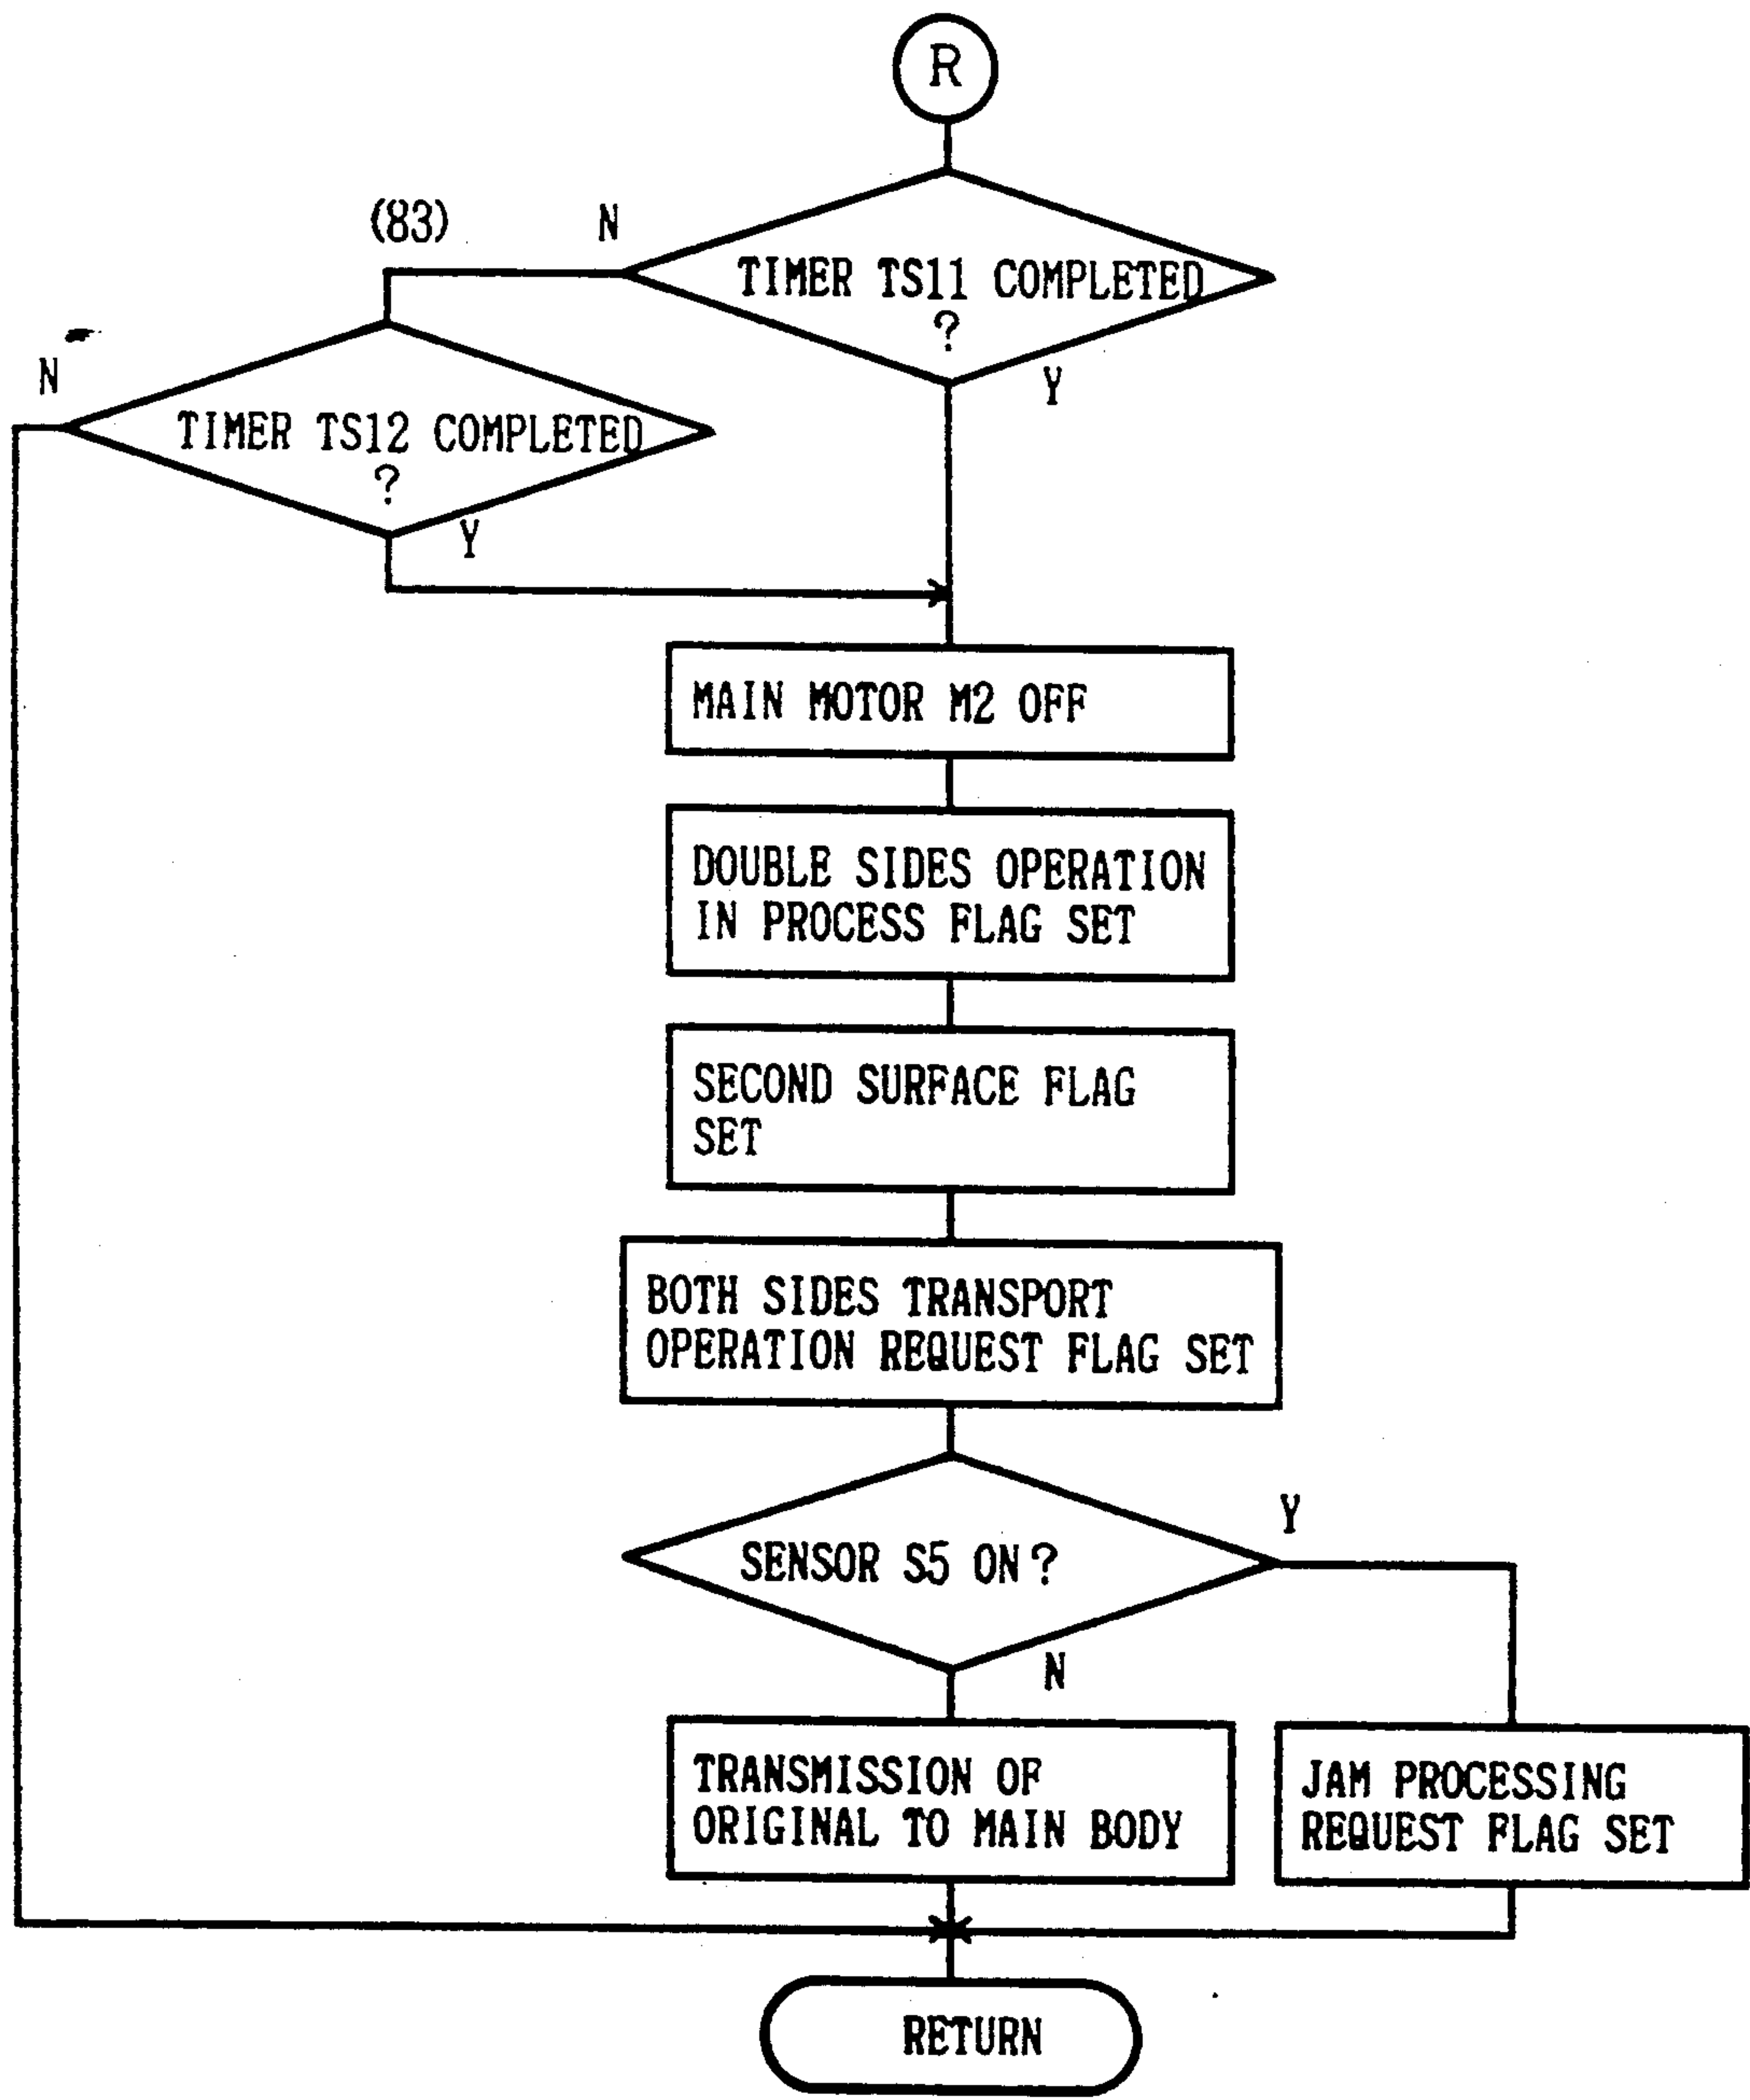 R
(83)
N
TIMER TS11 COMPLETED
?
Y
N
TIMER TS12 COMPLETED
?
Y
MAIN MOTOR M2 OFF
DOUBLE SIDES OPERATION
IN PROCESS FLAG SET
SECOND SURFACE FLAG
SET
BOTH SIDES TRANSPORT
OPERATION REQUEST FLAG SET
Y
SENSOR S5 ON?
N
TRANSMISSION OF
ORIGINAL TO MAIN BODY
JAM PROCESSING
REQUEST FLAG SET
RETURN